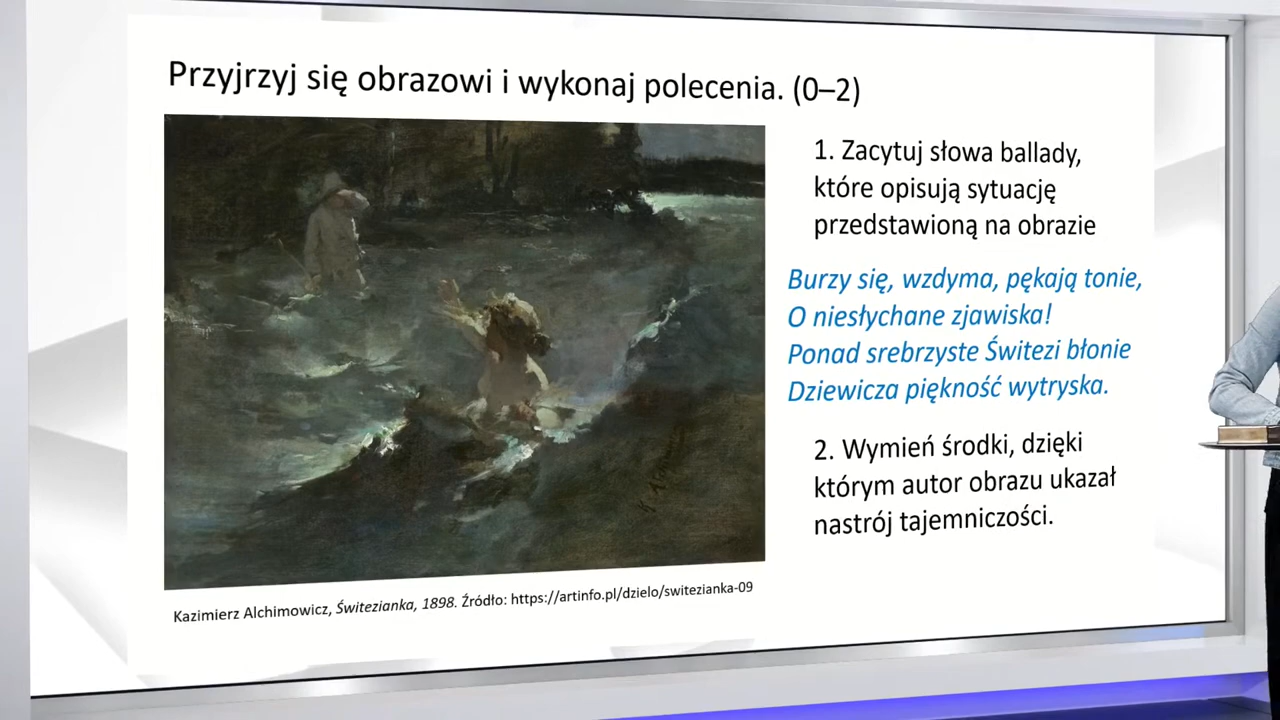 Przyjrzyj się obrazowi i wykonaj polecenia. (0–2)
1. Zacytuj słowa ballady,
które opisują sytuację
przedstawioną na obrazie
Burzy się, wzdyma, pękają tonie,
O niesłychane zjawiska!
Ponad srebrzyste Świtezi błonie
Dziewicza piękność wytryska.
2. Wymień środki, dzięki
którym autor obrazu ukazał
nastrój tajemniczości.
Kazimierz Alchimowicz, Świtezianka, 1898. Źródło: https://artinfo.pl/dzielo/switezianka-09